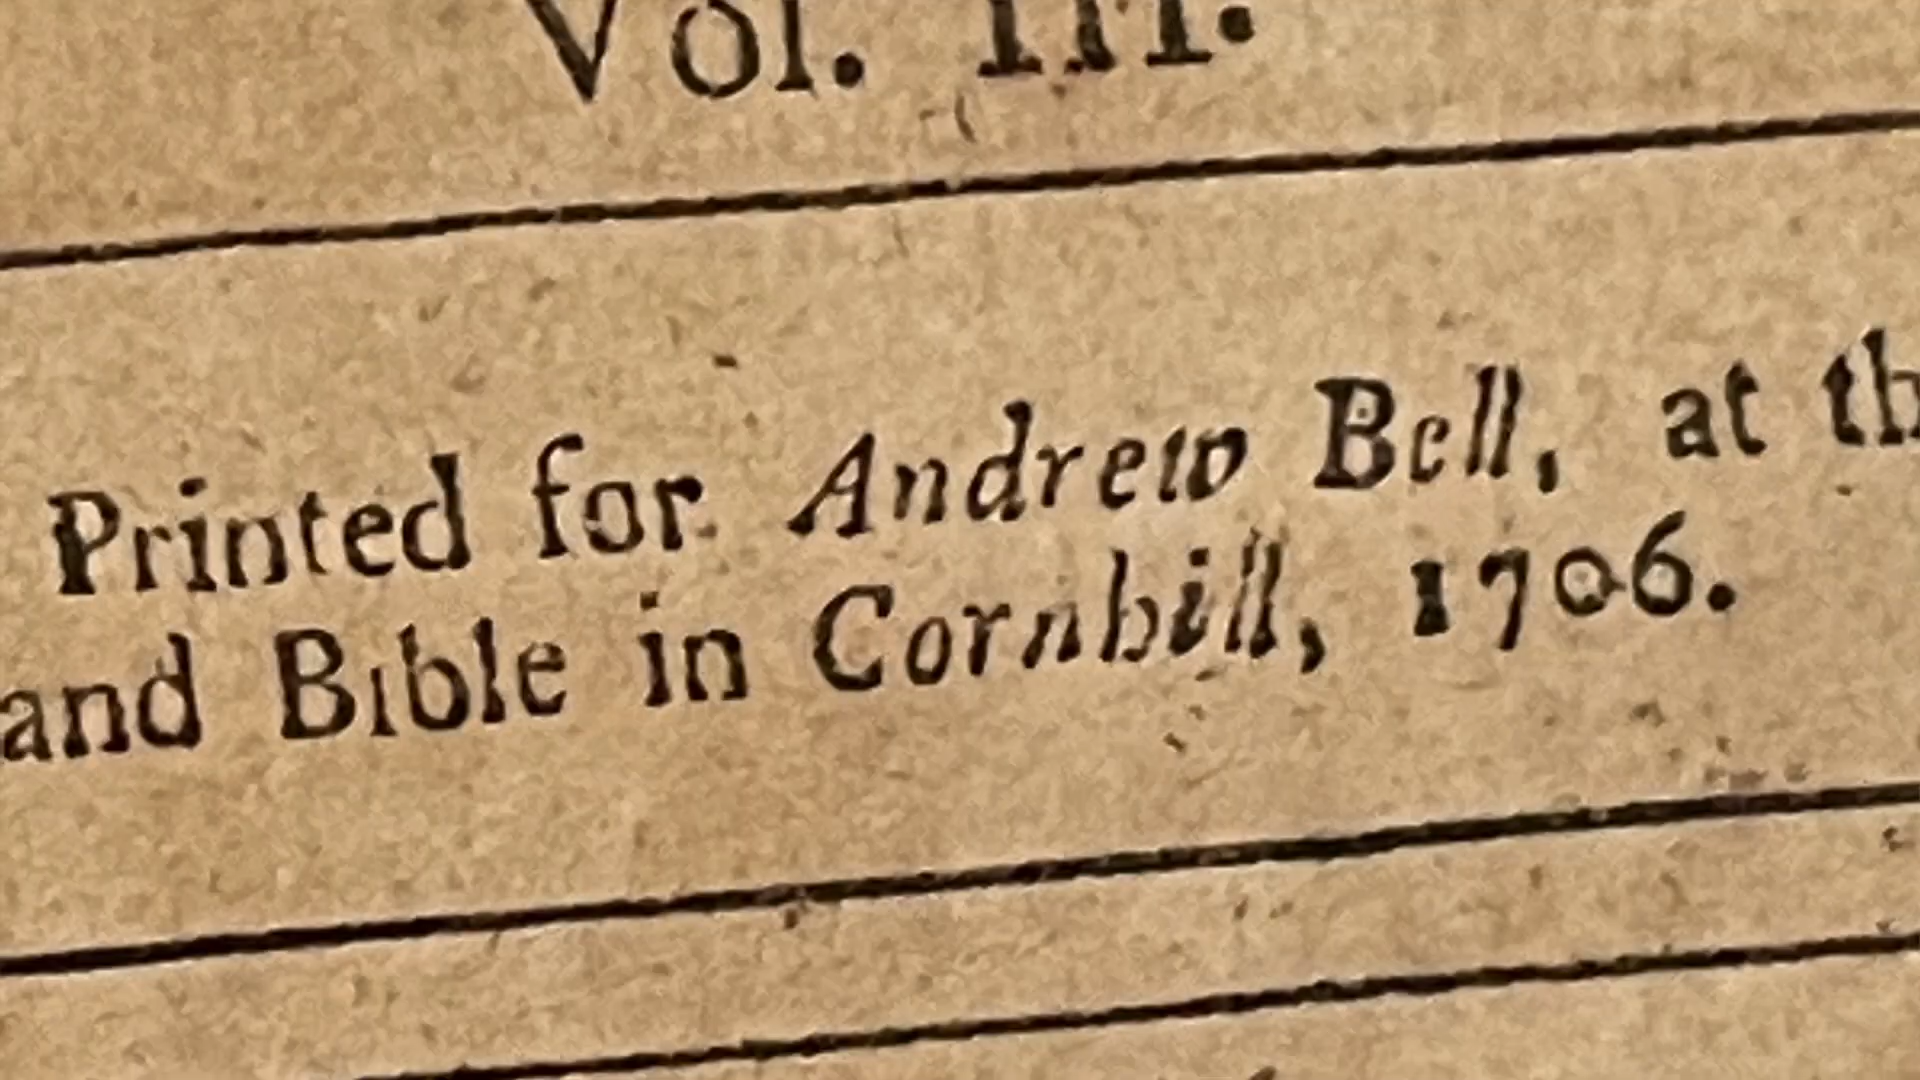 Vol. III.
Printed for Andrew Bell, at th
and Bible in Cornhill, 1706.